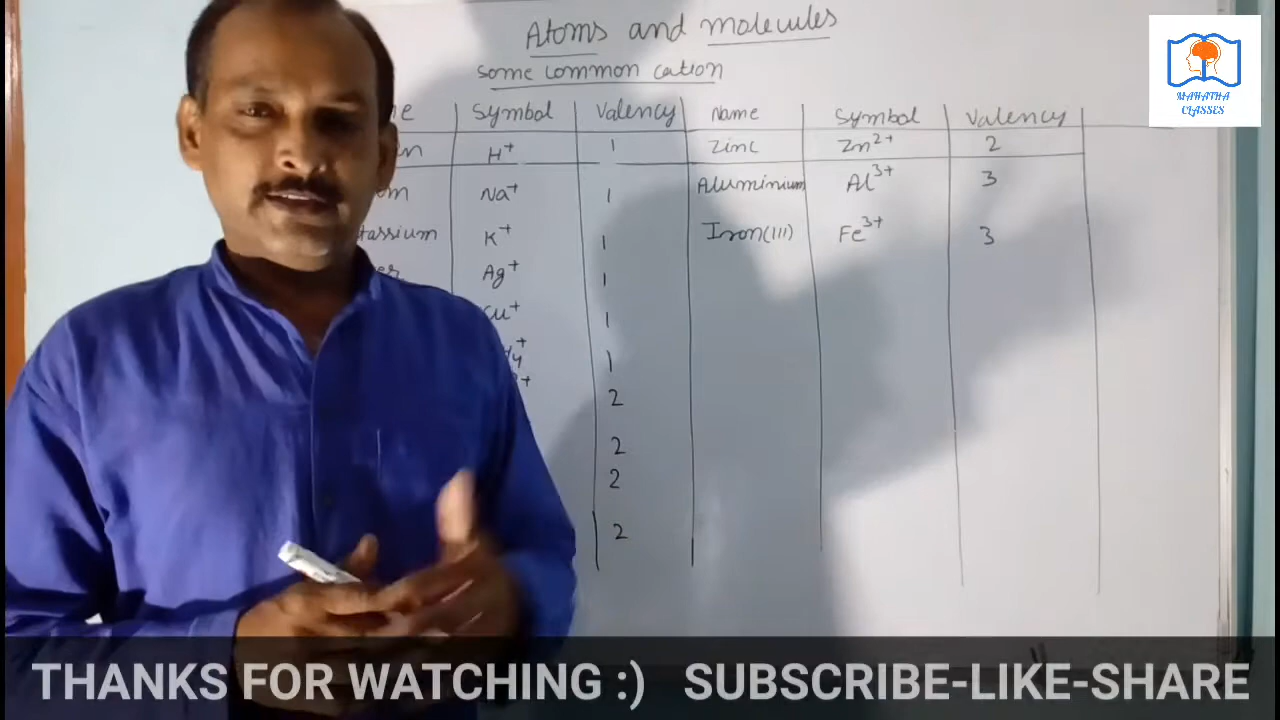 Atoms and molecules
some common cation
MAHATHA
CLASSES
Symbol Valency Name Symbol Valency
H+ 1 Zinc Zn2+ 2
Na+ 1 Aluminium Al3+ 3
K+ 1 Iron(III) Fe3+ 3
Ag+ 1
Cu+ 1
1
2
2
2
2
THANKS FOR WATCHING :) SUBSCRIBE-LIKE-SHARE